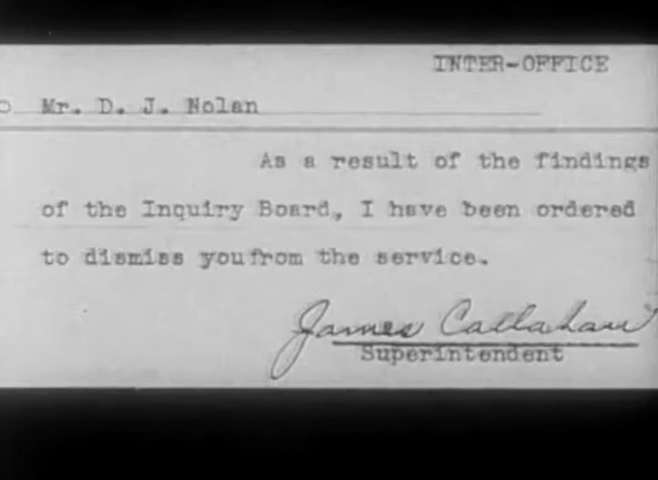 INTER-OFFICE
o Mr. D. J. Nolan
As a result of the findings
of the Inquiry Board, I have been ordered
to dismiss youfrom the service.
James Callahan
Superintendent